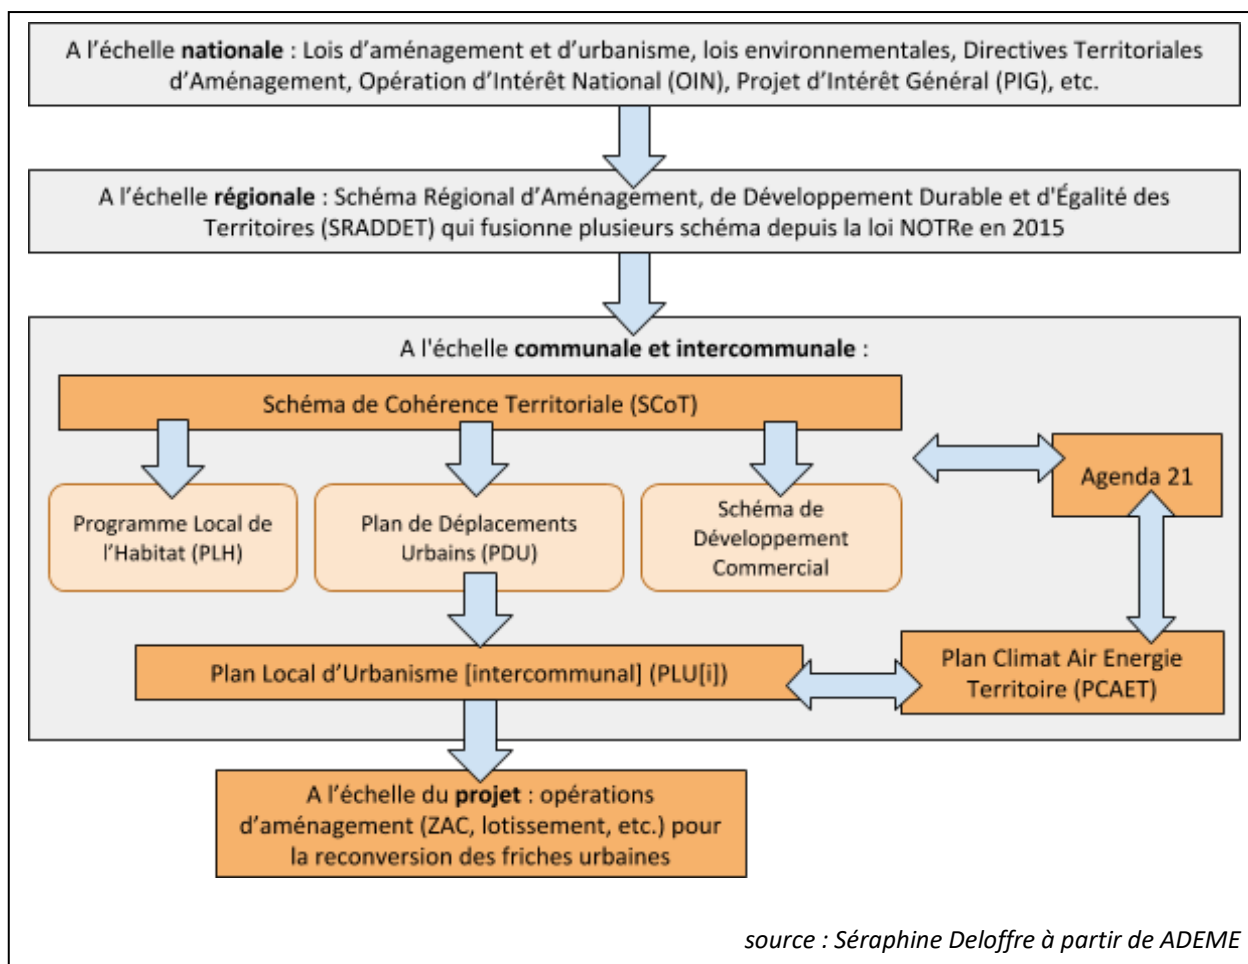 A l’échelle nationale : Lois d’aménagement et d’urbanisme, lois environnementales, Directives Territoriales
d’Aménagement, Opération d’Intérêt National (OIN), Projet d’Intérêt Général (PIG), etc.
A l’échelle régionale : Schéma Régional d’Aménagement, de Développement Durable et d'Égalité des
Territoires (SRADDET) qui fusionne plusieurs schéma depuis la loi NOTRe en 2015
A l'échelle communale et intercommunale :
Schéma de Cohérence Territoriale (SCoT)
Agenda 21
Programme Local de
l’Habitat (PLH)
Plan de Déplacements
Urbains (PDU)
Schéma de
Développement
Commercial
Plan Local d’Urbanisme [intercommunal] (PLU[i])
Plan Climat Air Energie
Territoire (PCAET)
A l’échelle du projet : opérations
d’aménagement (ZAC, lotissement, etc.) pour
la reconversion des friches urbaines
source : Séraphine Deloffre à partir de ADEME